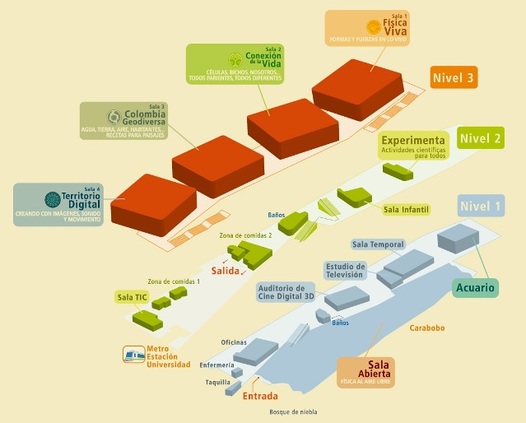 Sala 1
Física
Viva
FORMAS Y FUERZAS EN LO VIVO
Nivel 3
Sala 2
Conexión
de la Vida
CÉLULAS, BICHOS, NOSOTROS...
TODOS PARIENTES, TODOS DIFERENTES
Sala 3
Colombia
Geodiversa
AGUA, TIERRA, AIRE, HABITANTES...
RECETAS PARA PAISAJES
Sala 4
Territorio
Digital
CREANDO CON IMÁGENES, SONIDO
Y MOVIMIENTO
Nivel 2
Experimenta
Actividades científicas
para todos
Sala Infantil
Baños
Zona de comidas 2
Salida
Zona de comidas 1
Sala TIC
Metro
Estación
Universidad
Nivel 1
Sala Temporal
Estudio de
Televisión
Auditorio de
Cine Digital 3D
Acuario
Baños
Carabobo
Oficinas
Enfermería
Taquilla
Entrada
Sala
Abierta
FÍSICA AL AIRE LIBRE
Bosque de niebla